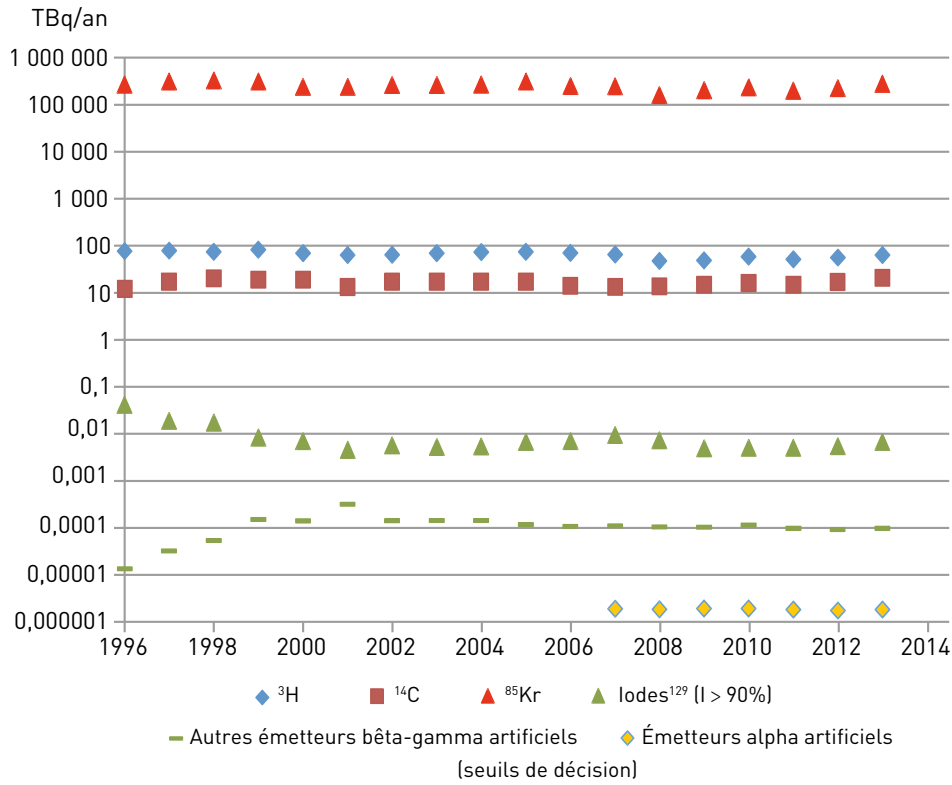 TBq/an
1 000 000
100 000
10 000
1 000
100
10
1
0,1
0,01
0,001
0,0001
0,00001
0,000001
1996 1998 2000 2002 2004 2006 2008 2010 2012 2014
³H ¹⁴C ⁸⁵Kr Iodes¹²⁹ (I > 90%)
Autres émetteurs bêta-gamma artificiels Émetteurs alpha artificiels
(seuils de décision)